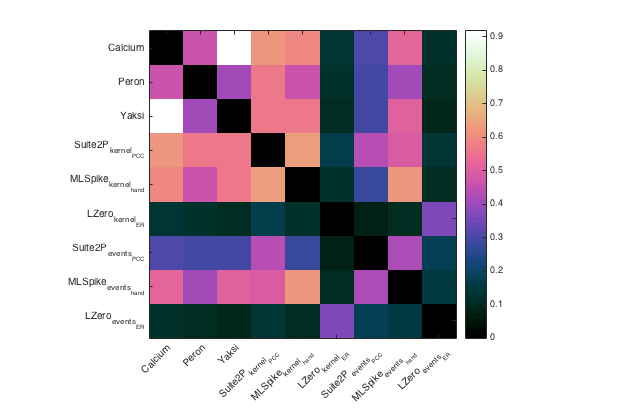 Calcium
Peron
Yaksi
Suite2P kernel PCC
MLSpike kernel hand
LZero kernel ER
Suite2P events PCC
MLSpike events hand
LZero events ER
0.9
0.8
0.7
0.6
0.5
0.4
0.3
0.2
0.1
0
Calcium
Peron
Yaksi
Suite2P kernel PCC
MLSpike kernel hand
LZero kernel ER
Suite2P events PCC
MLSpike events hand
LZero events ER